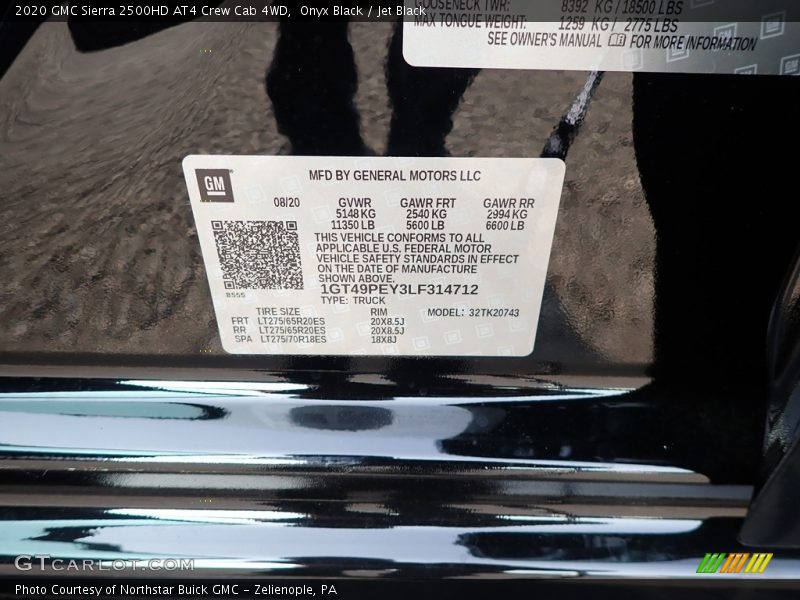 2020 GMC Sierra 2500HD AT4 Crew Cab 4WD, Onyx Black / Jet Black
GOOSENECK TWR: 8392 KG / 18500 LBS
MAX TONGUE WEIGHT: 1259 KG / 2775 LBS
SEE OWNER'S MANUAL FOR MORE INFORMATION
GM
MFD BY GENERAL MOTORS LLC
08/20 GVWR GAWR FRT GAWR RR
5148 KG 2540 KG 2994 KG
11350 LB 5600 LB 6600 LB
THIS VEHICLE CONFORMS TO ALL
APPLICABLE U.S. FEDERAL MOTOR
VEHICLE SAFETY STANDARDS IN EFFECT
ON THE DATE OF MANUFACTURE
SHOWN ABOVE.
1GT49PEY3LF314712
B555 TYPE: TRUCK
TIRE SIZE RIM MODEL: 32TK20743
FRT LT275/65R20ES 20X8.5J
RR LT275/65R20ES 20X8.5J
SPA LT275/70R18ES 18X8J
GTCARLOT.COM
Photo Courtesy of Northstar Buick GMC - Zelienople, PA